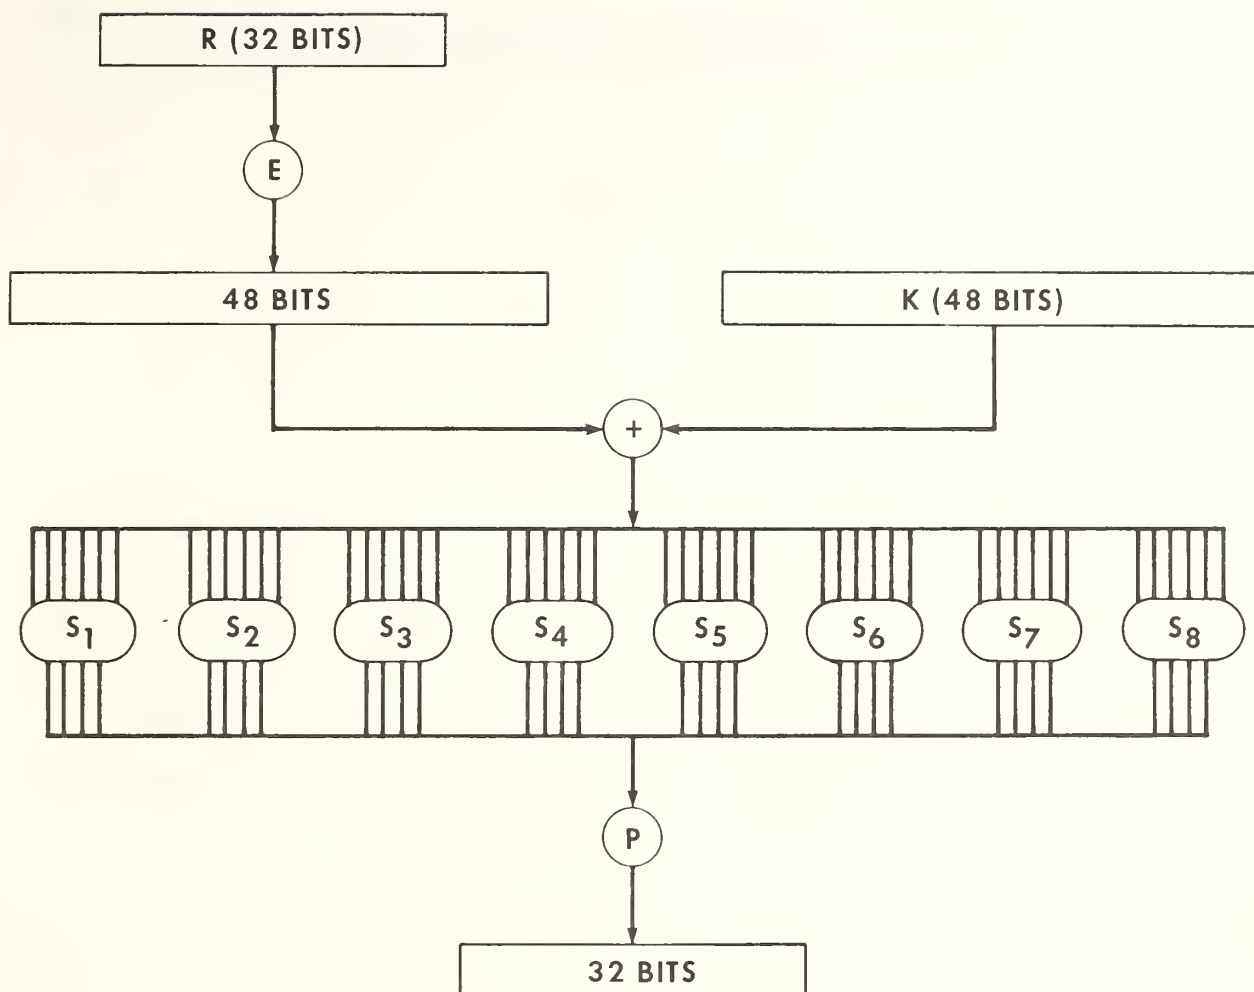 R (32 BITS)
E
48 BITS
K (48 BITS)
+
S1 S2 S3 S4 S5 S6 S7 S8
P
32 BITS